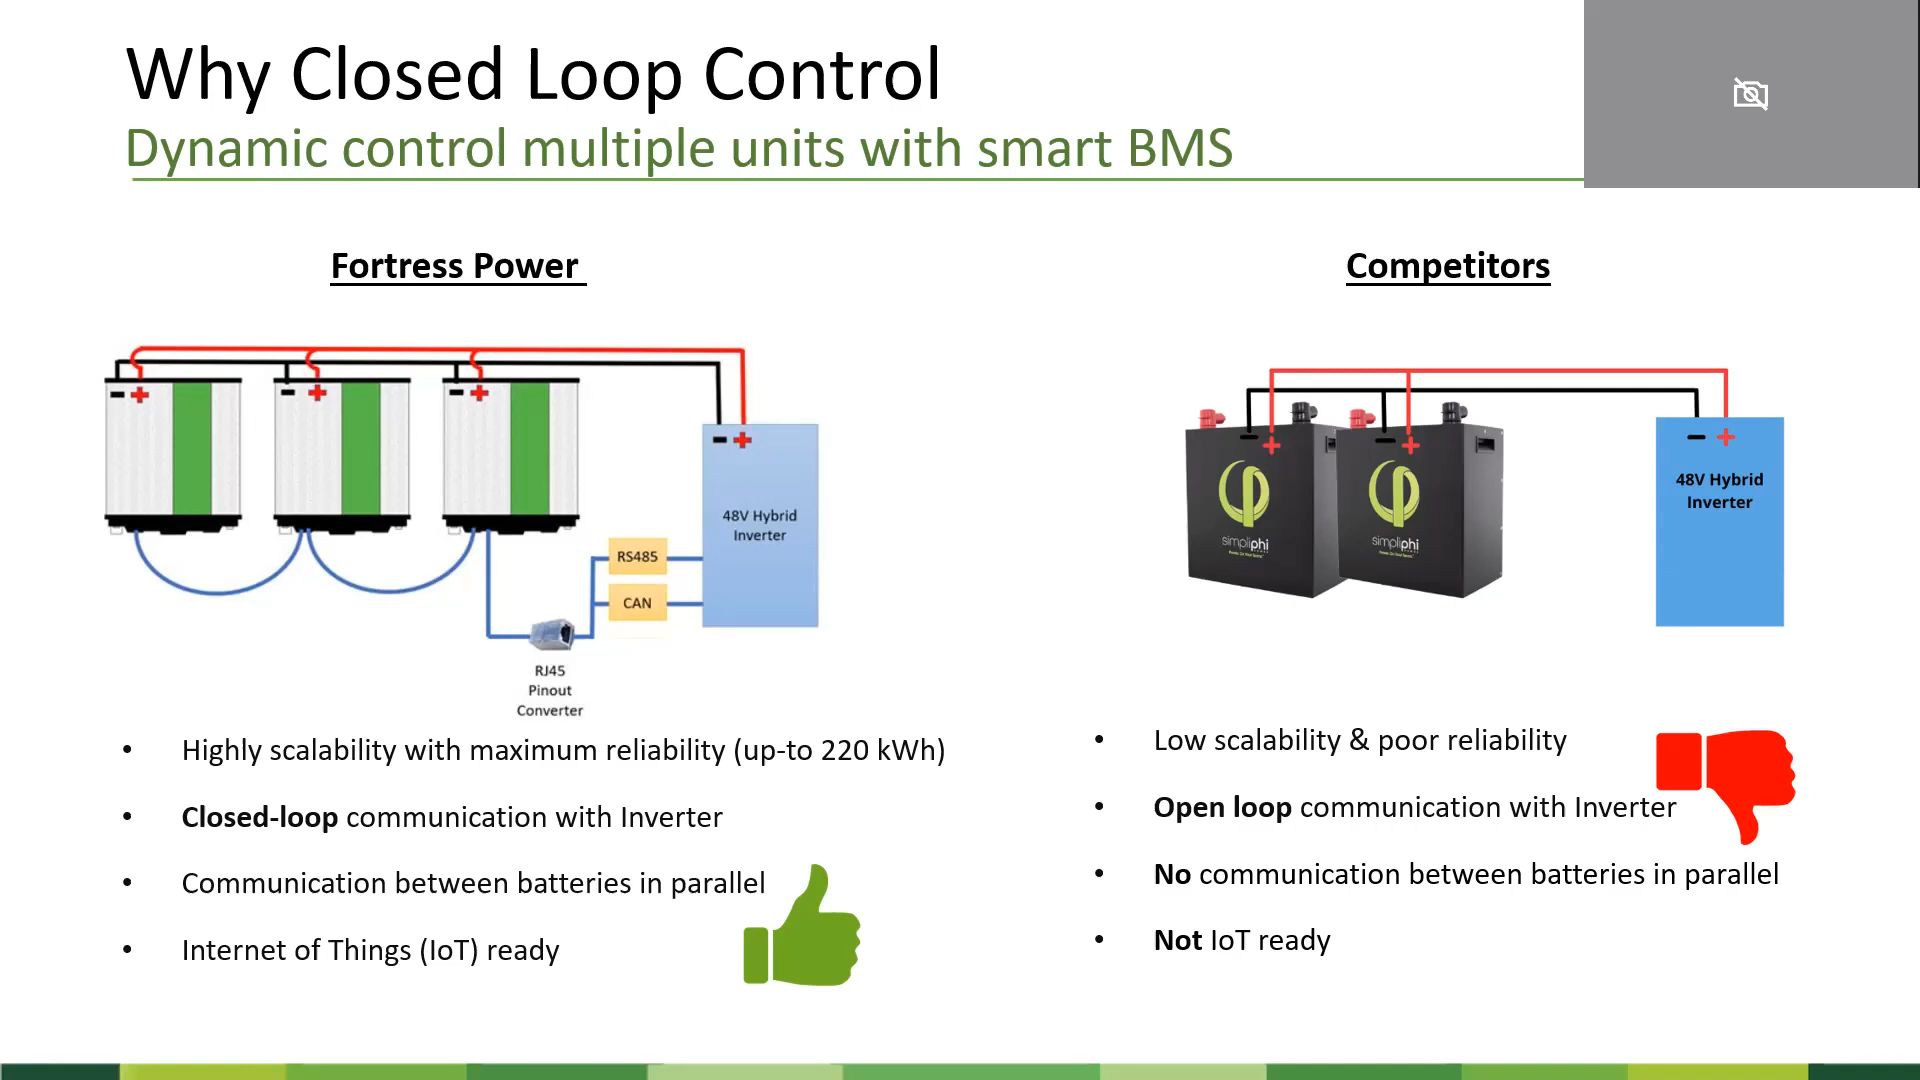 Why Closed Loop Control
Dynamic control multiple units with smart BMS
Fortress Power
48V Hybrid
Inverter
RS485
CAN
RJ45
Pinout
Converter
• Highly scalability with maximum reliability (up-to 220 kWh)
• Closed-loop communication with Inverter
• Communication between batteries in parallel
• Internet of Things (IoT) ready
Competitors
simpliphi
simpliphi
48V Hybrid
Inverter
• Low scalability & poor reliability
• Open loop communication with Inverter
• No communication between batteries in parallel
• Not IoT ready